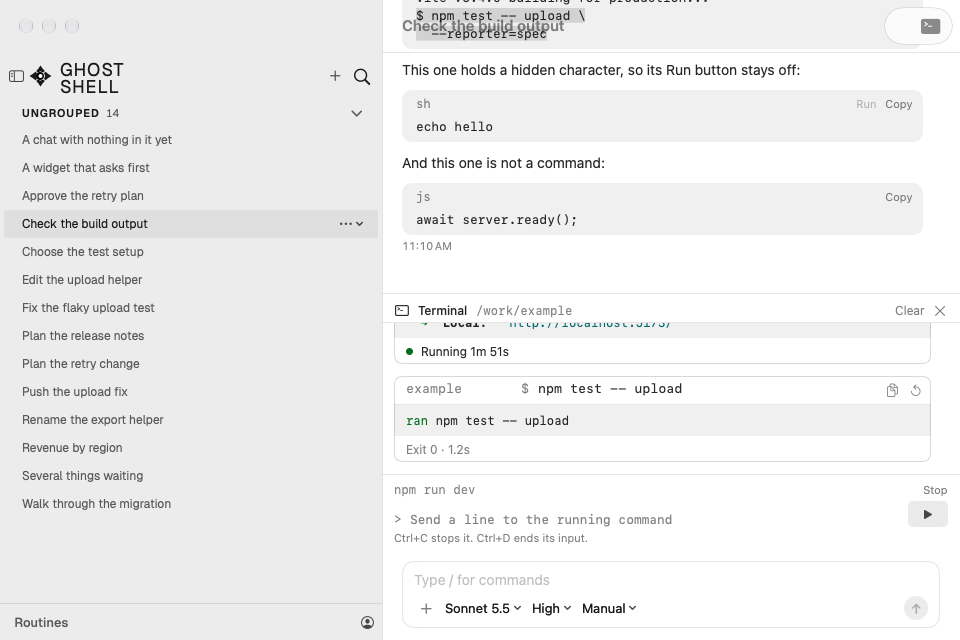 GHOST
SHELL
UNGROUPED 14
A chat with nothing in it yet
A widget that asks first
Approve the retry plan
Check the build output
Choose the test setup
Edit the upload helper
Fix the flaky upload test
Plan the release notes
Plan the retry change
Push the upload fix
Rename the export helper
Revenue by region
Several things waiting
Walk through the migration
Routines
Check the build output
$ npm test -- upload \
--reporter=spec
This one holds a hidden character, so its Run button stays off:
sh Run Copy
echo hello
And this one is not a command:
js Copy
await server.ready();
11:10 AM
Terminal /work/example Clear
Local: http://localhost:5173/
Running 1m 51s
example $ npm test -- upload
ran npm test -- upload
Exit 0 · 1.2s
npm run dev Stop
> Send a line to the running command
Ctrl+C stops it. Ctrl+D ends its input.
Type / for commands
Sonnet 5.5 High Manual